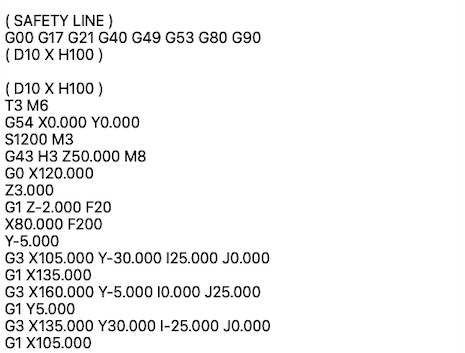 ( SAFETY LINE )
G00 G17 G21 G40 G49 G53 G80 G90
( D10 X H100 )
( D10 X H100 )
T3 M6
G54 X0.000 Y0.000
S1200 M3
G43 H3 Z50.000 M8
G0 X120.000
Z3.000
G1 Z-2.000 F20
X80.000 F200
Y-5.000
G3 X105.000 Y-30.000 I25.000 J0.000
G1 X135.000
G3 X160.000 Y-5.000 I0.000 J25.000
G1 Y5.000
G3 X135.000 Y30.000 I-25.000 J0.000
G1 X105.000